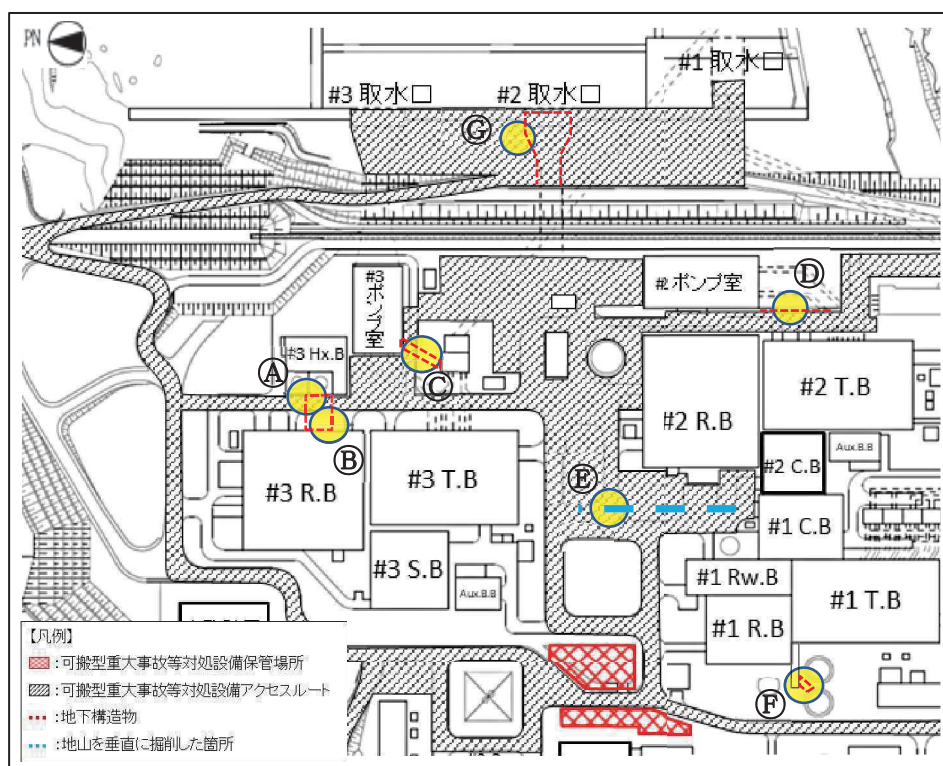 PN
#1 取水口
#3 取水口
#2 取水口
Ⓖ
#3ポンプ室
#2 ポンプ室
Ⓓ
#3 Hx.B
Ⓐ
Ⓒ
#2 T.B
#2 R.B
Ⓑ
#3 R.B
#3 T.B
Aux.B.B
#2 C.B
Ⓔ
#1 C.B
#3 S.B
Aux.B.B
#1 Rw.B
#1 T.B
#1 R.B
Ⓕ
【凡例】
:可搬型重大事故等対処設備保管場所
:可搬型重大事故等対処設備アクセスルート
:地下構造物
:地山を垂直に掘削した箇所